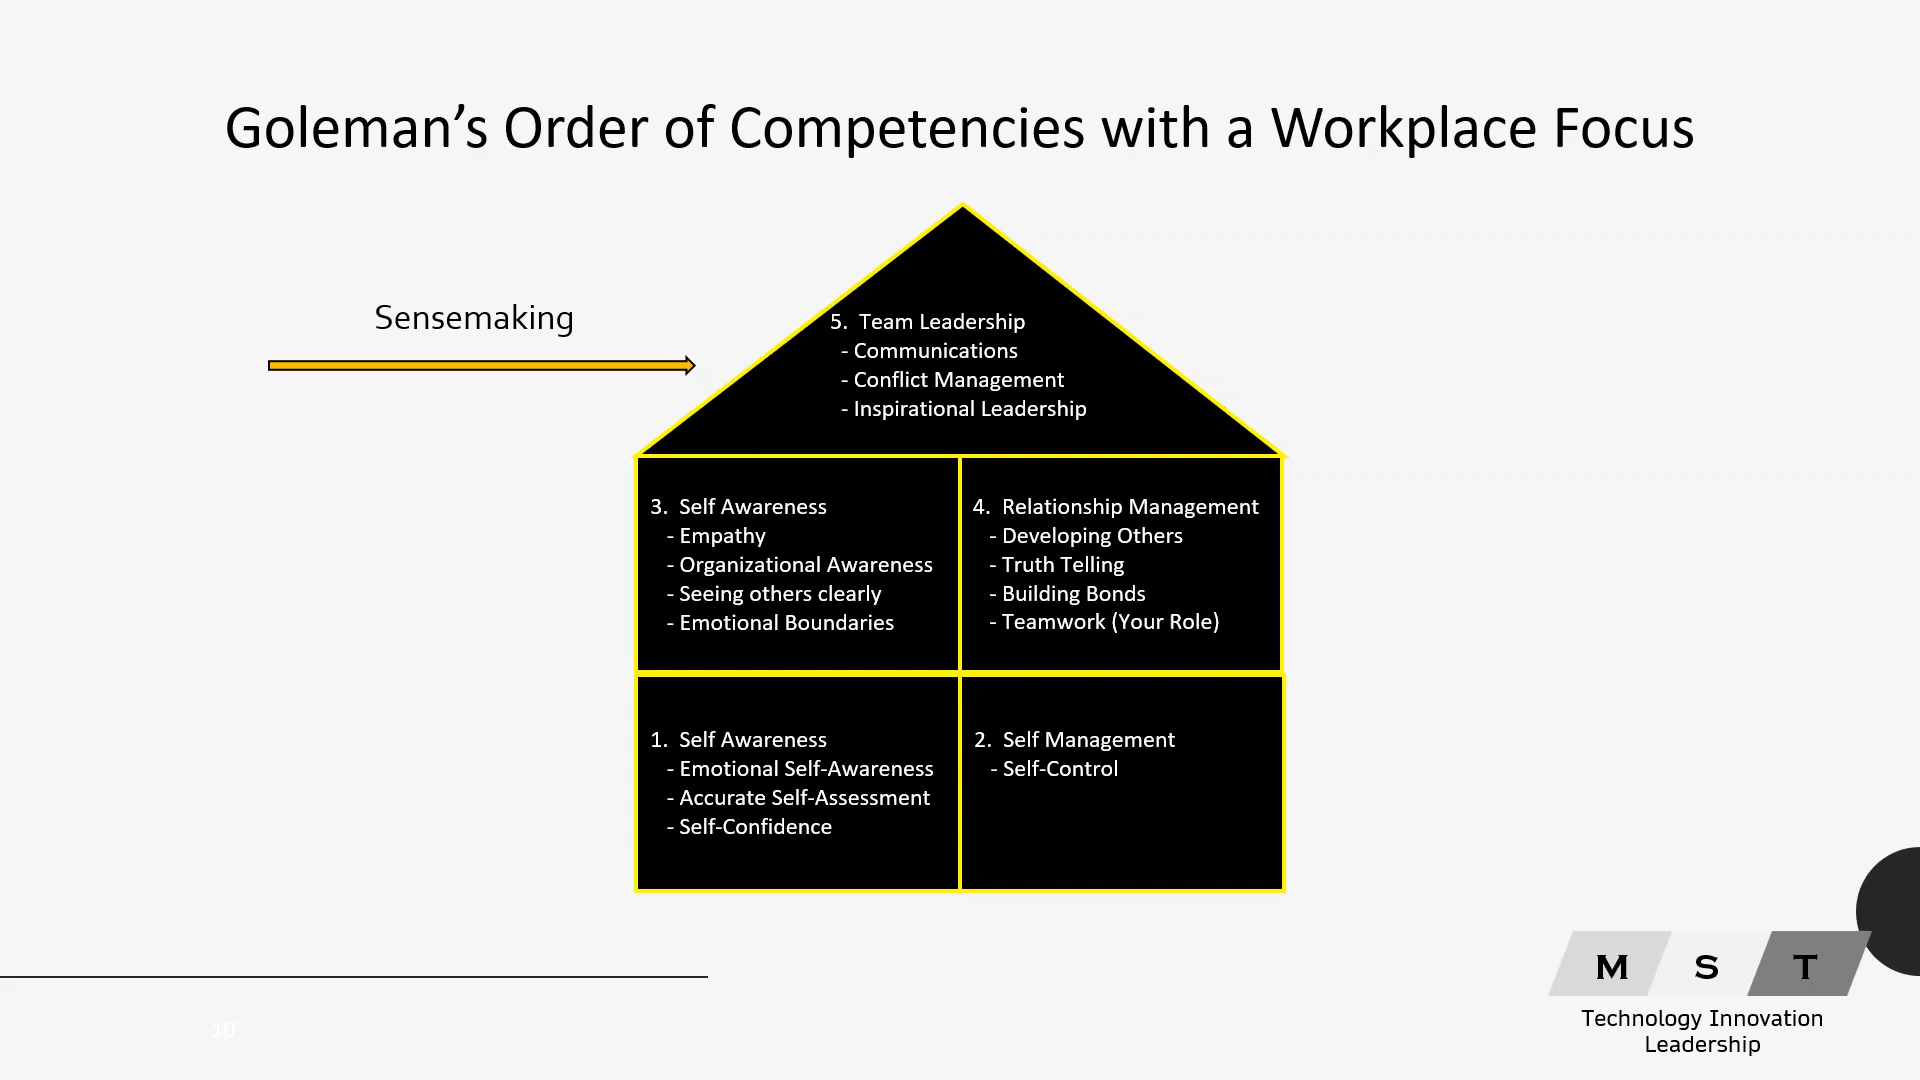 Goleman’s Order of Competencies with a Workplace Focus
Sensemaking
5. Team Leadership
- Communications
- Conflict Management
- Inspirational Leadership
3. Self Awareness
- Empathy
- Organizational Awareness
- Seeing others clearly
- Emotional Boundaries
4. Relationship Management
- Developing Others
- Truth Telling
- Building Bonds
- Teamwork (Your Role)
1. Self Awareness
- Emotional Self-Awareness
- Accurate Self-Assessment
- Self-Confidence
2. Self Management
- Self-Control
10
M S T
Technology Innovation
Leadership